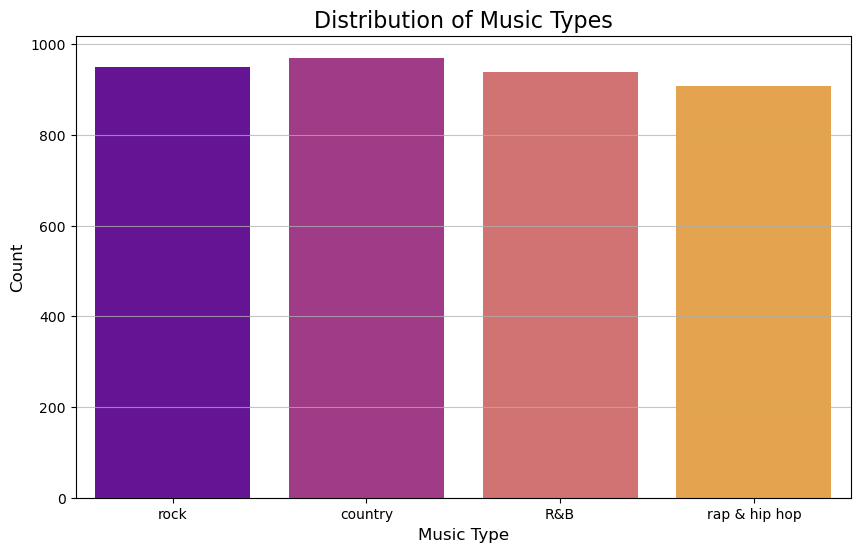 Distribution of Music Types
1000
800
600
400
200
0
Count
rock country R&B rap & hip hop
Music Type